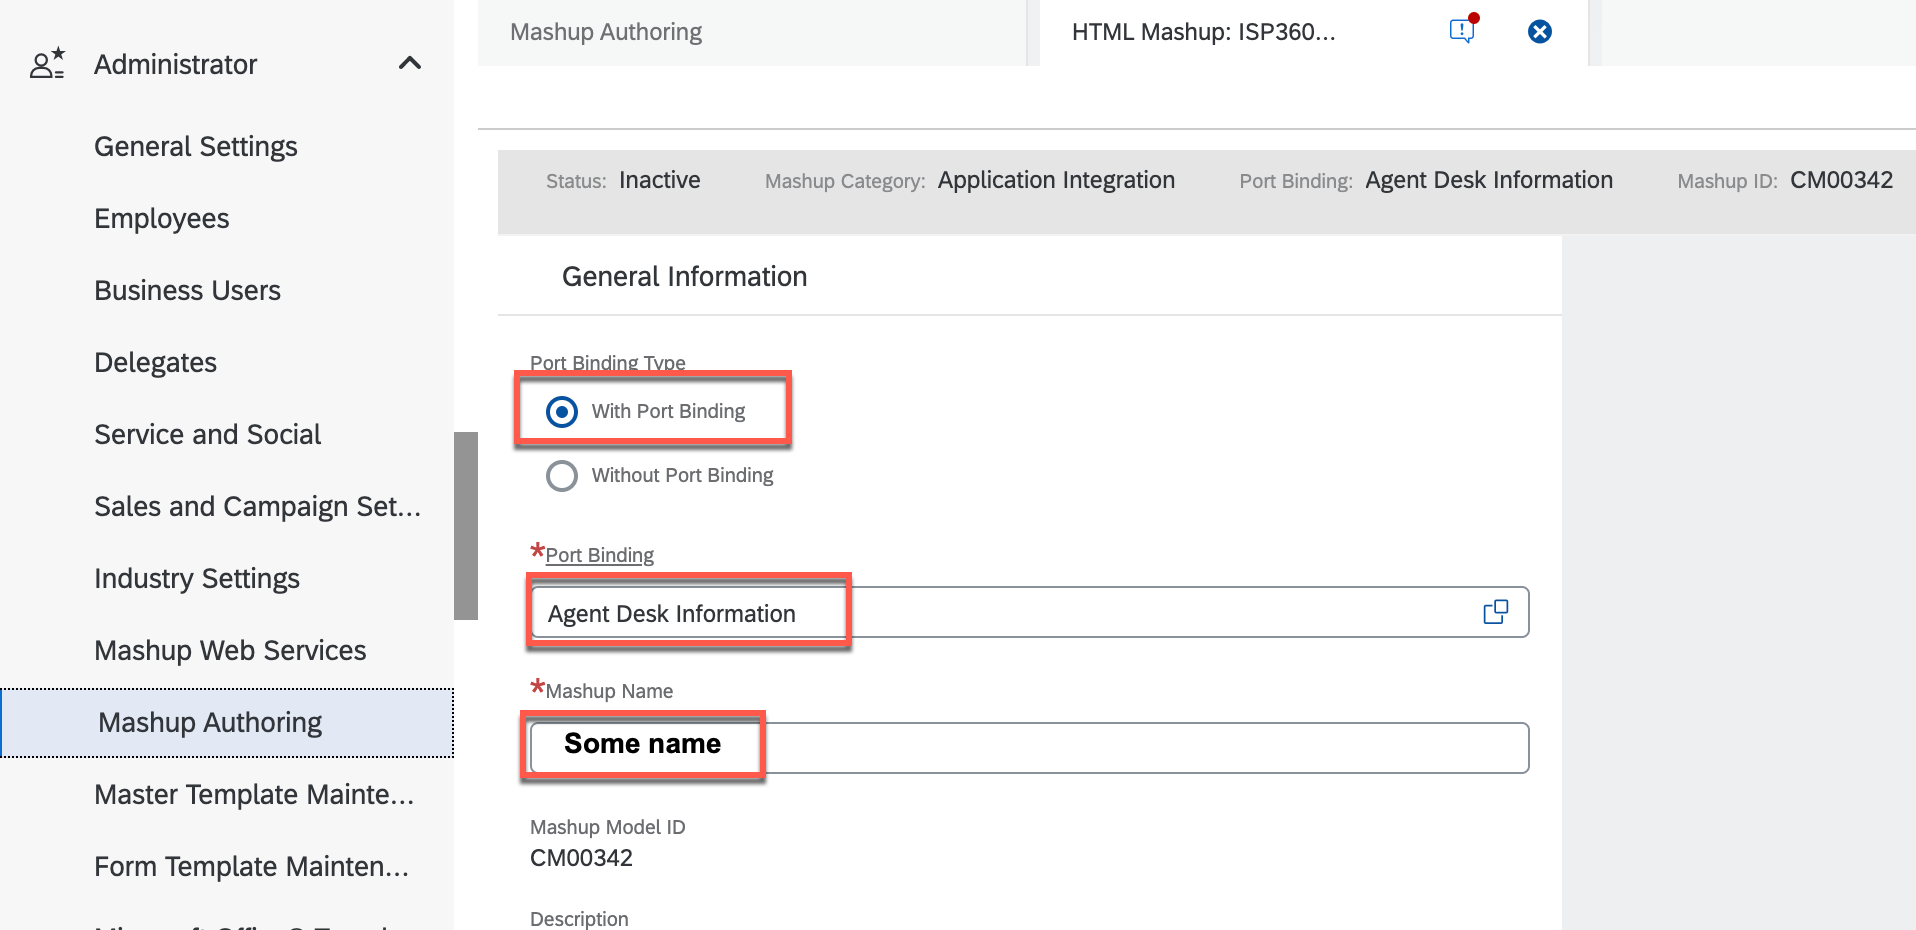 Administrator
General Settings
Employees
Business Users
Delegates
Service and Social
Sales and Campaign Set...
Industry Settings
Mashup Web Services
Mashup Authoring
Master Template Mainte...
Form Template Mainten...
Mashup Authoring
HTML Mashup: ISP360...
Status: Inactive
Mashup Category: Application Integration
Port Binding: Agent Desk Information
Mashup ID: CM00342
General Information
Port Binding Type
With Port Binding
Without Port Binding
*Port Binding
Agent Desk Information
*Mashup Name
Some name
Mashup Model ID
CM00342
Description